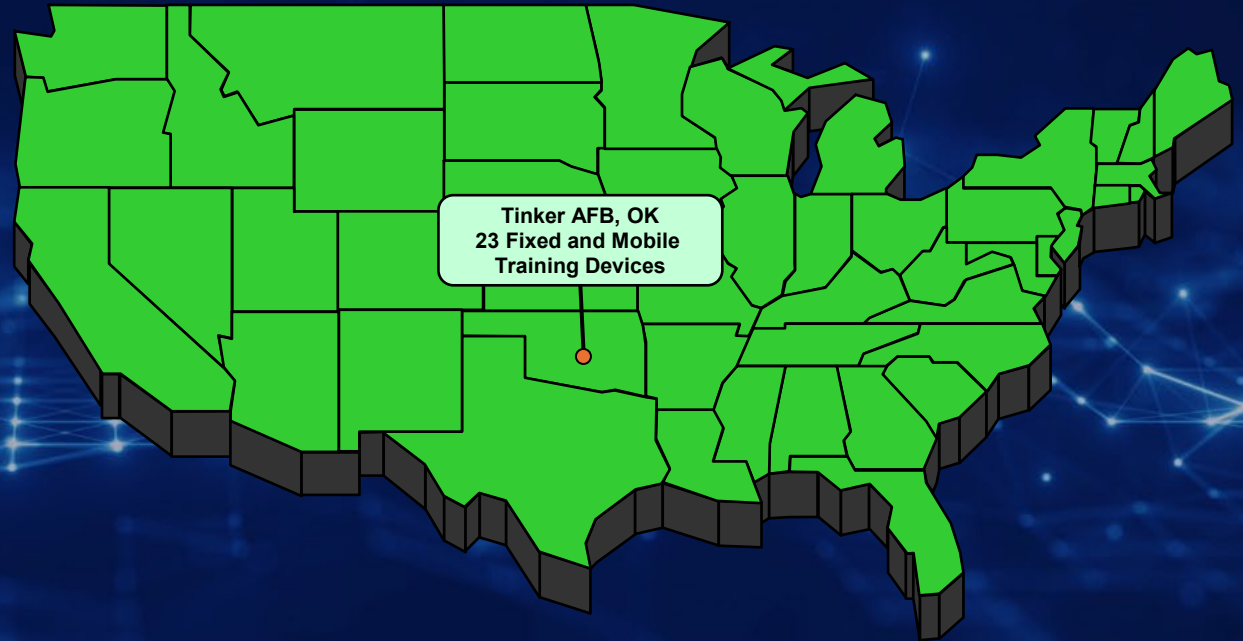 Tinker AFB, OK
23 Fixed and Mobile
Training Devices